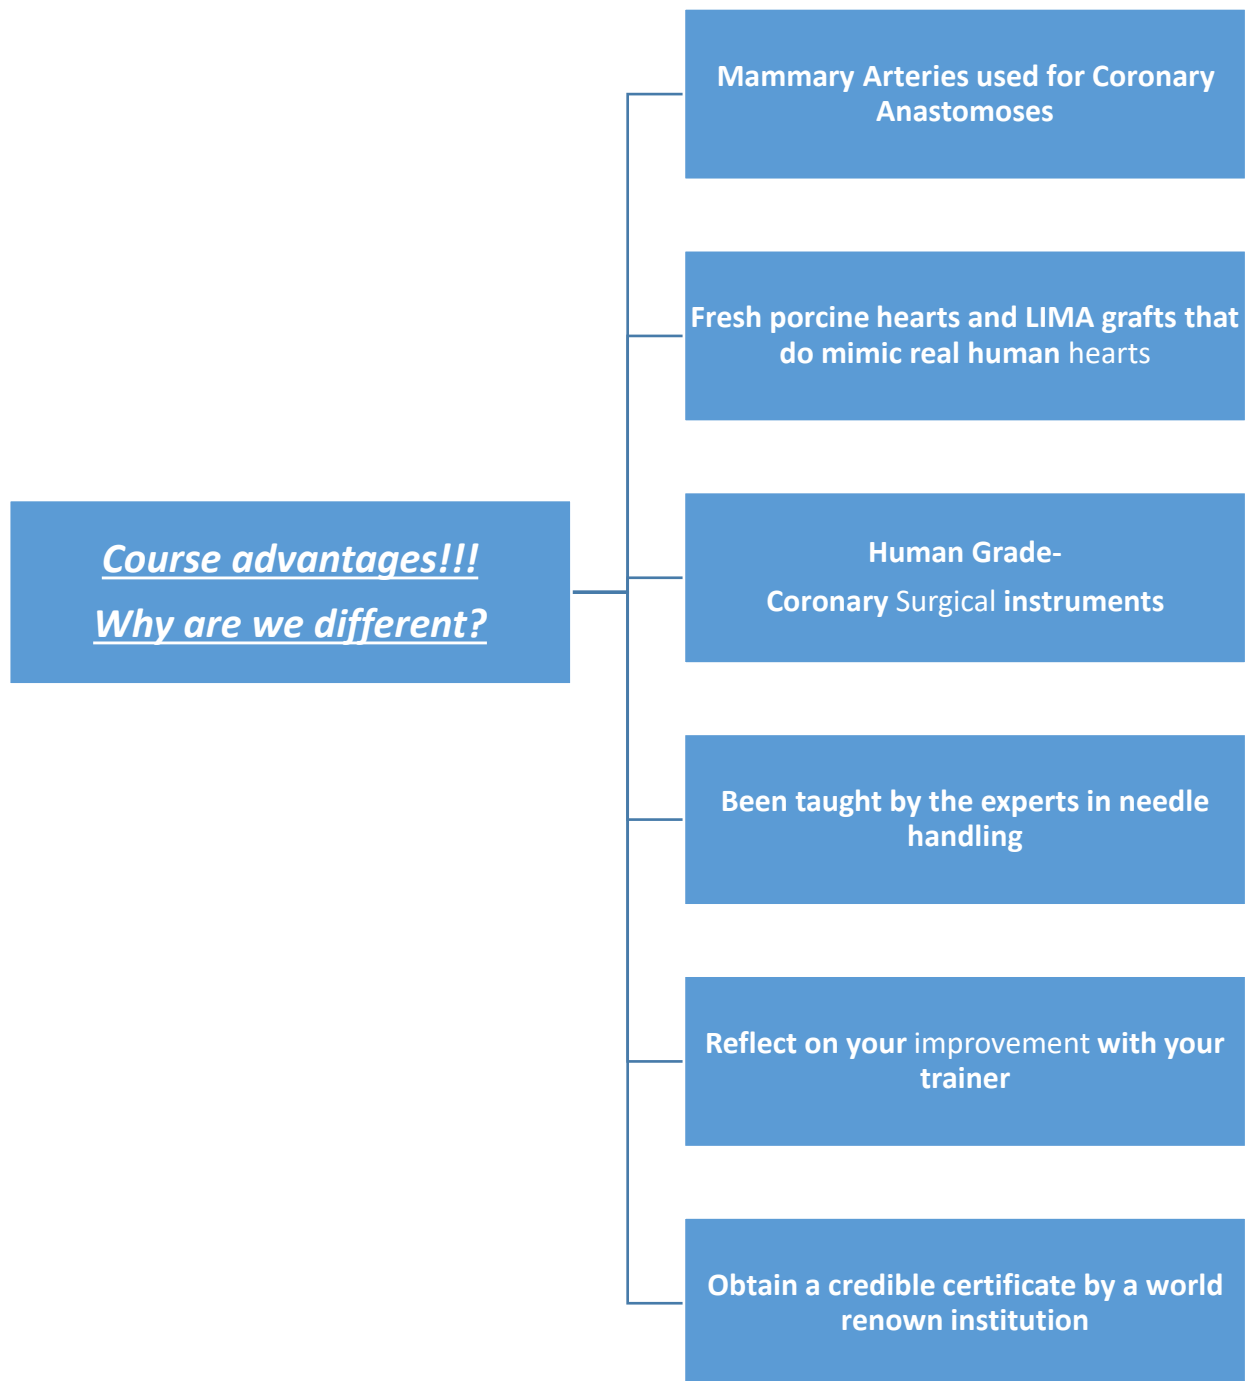 Mammary Arteries used for Coronary
Anastomoses
Fresh porcine hearts and LIMA grafts that
do mimic real human hearts
Course advantages!!!
Why are we different?
Human Grade-
Coronary Surgical instruments
Been taught by the experts in needle
handling
Reflect on your improvement with your
trainer
Obtain a credible certificate by a world
renown institution